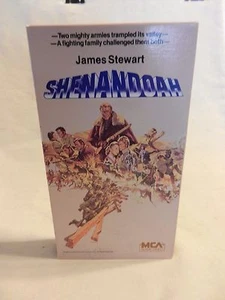 —Two mighty armies trampled its valley—
—A fighting family challenged them both—
James Stewart
SHENANDOAH
MCA